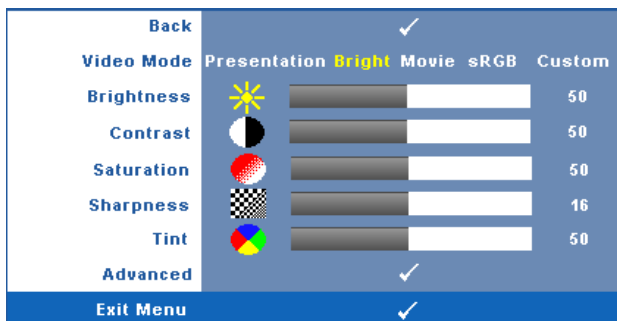 Back
Video Mode Presentation Bright Movie sRGB Custom
Brightness 50
Contrast 50
Saturation 50
Sharpness 16
Tint 50
Advanced
Exit Menu